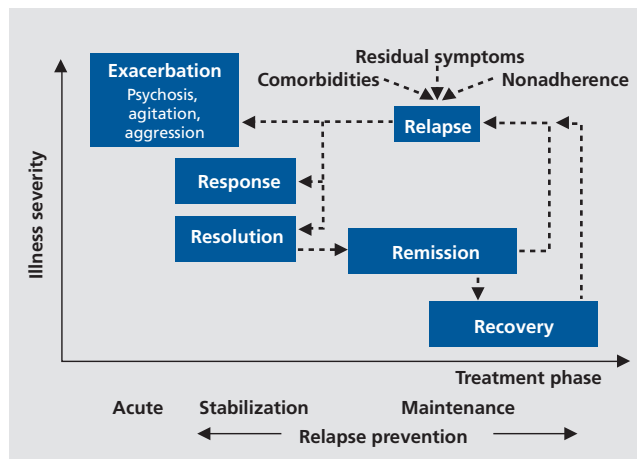 Residual symptoms
Comorbidities
Nonadherence
Exacerbation
Psychosis,
agitation,
aggression
Relapse
Response
Resolution
Remission
Recovery
Illness severity
Treatment phase
Acute
Stabilization
Maintenance
Relapse prevention